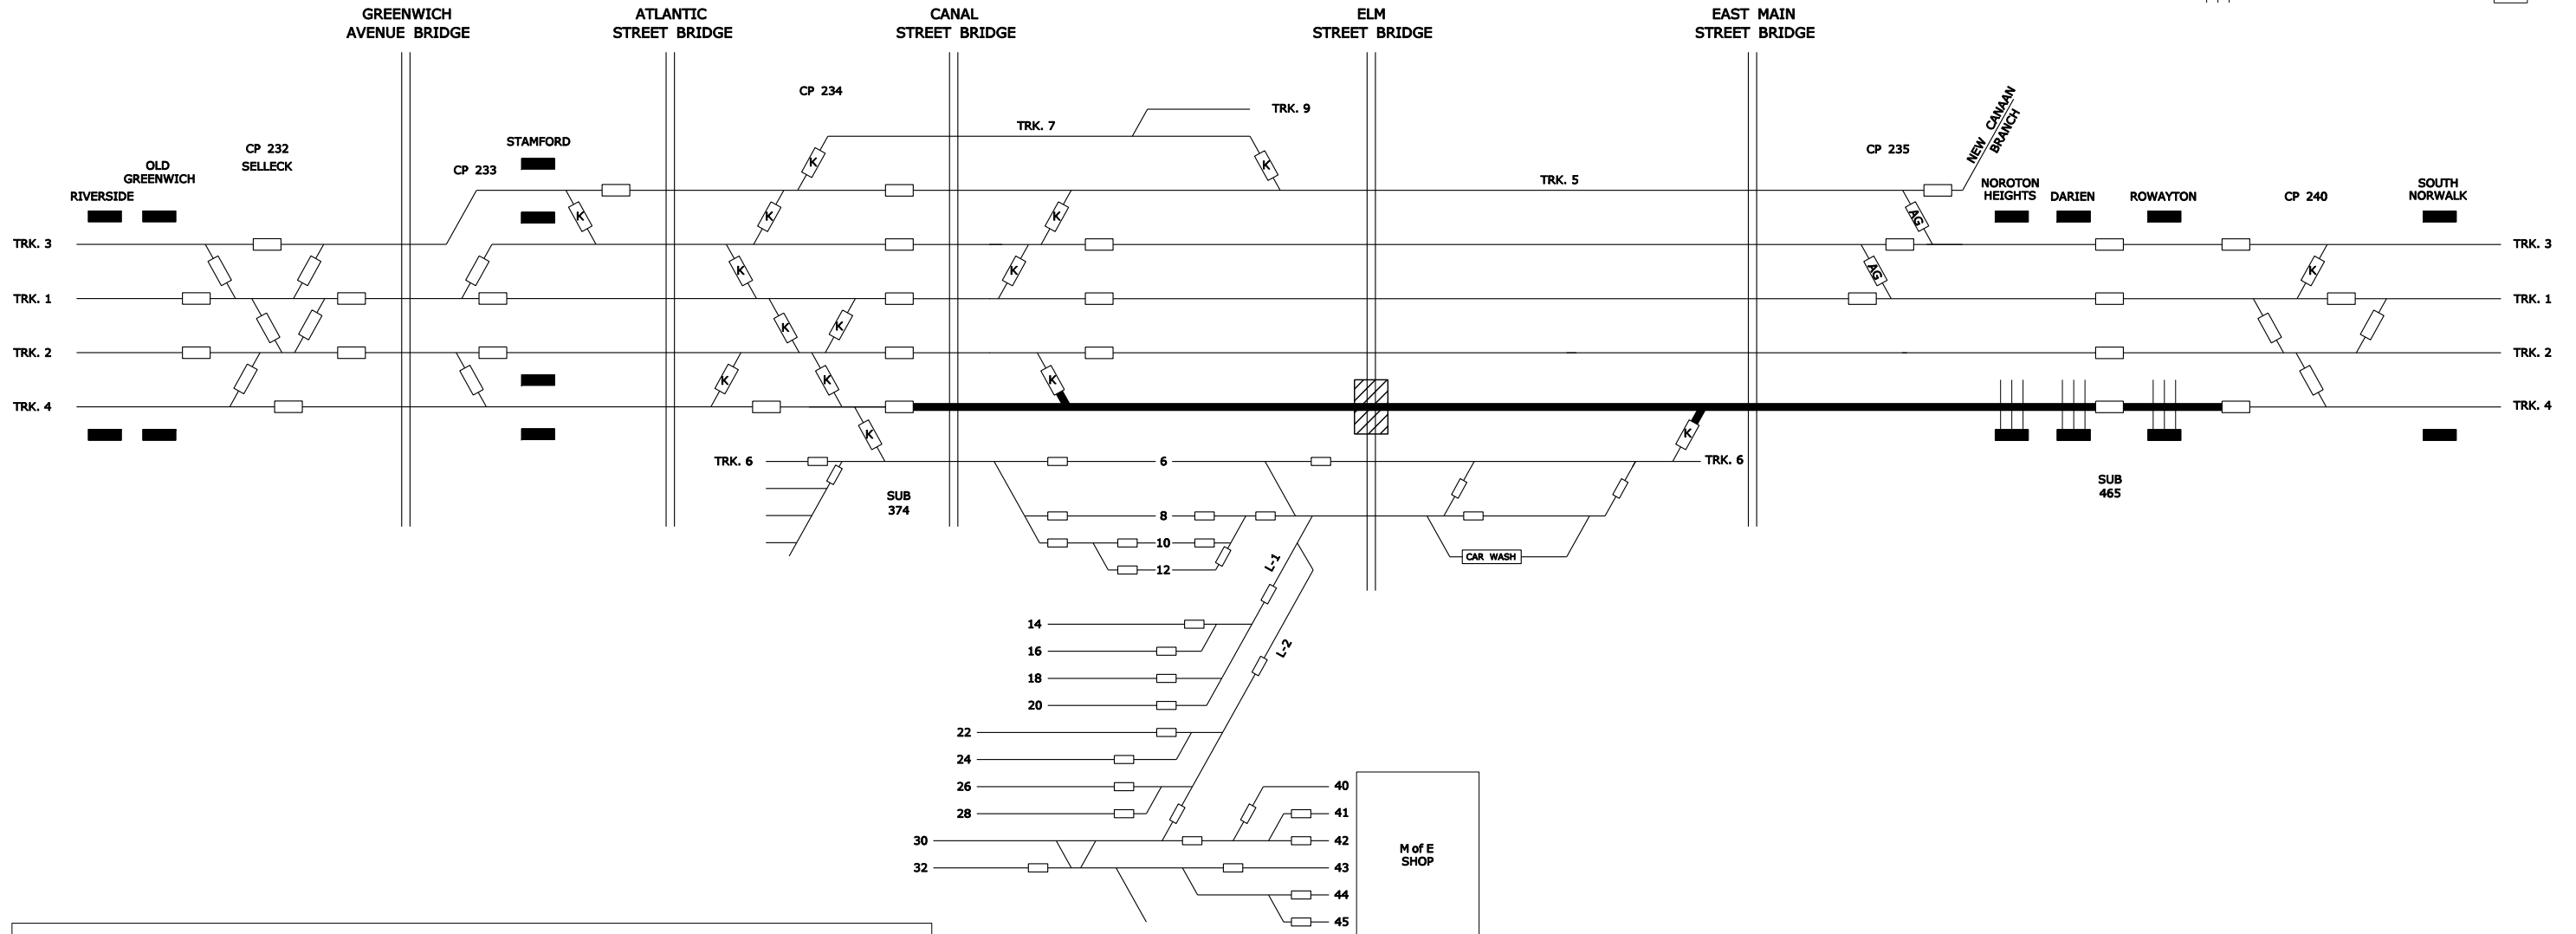 GREENWICH
AVENUE BRIDGE
ATLANTIC
STREET BRIDGE
CANAL
STREET BRIDGE
ELM
STREET BRIDGE
EAST MAIN
STREET BRIDGE
CP 234
TRK. 9
TRK. 7
STAMFORD
CP 232
SELLECK
CP 233
OLD
GREENWICH
RIVERSIDE
K
K
TRK. 5
CP 235
NEW CANAAN
BRANCH
NOROTON
HEIGHTS
DARIEN
ROWAYTON
CP 240
SOUTH
NORWALK
K
K
K
AG
TRK. 3
TRK. 3
K
K
AG
K
TRK. 1
TRK. 1
K
K
TRK. 2
TRK. 2
K
K
K
TRK. 4
TRK. 4
K
K
TRK. 6
6
TRK. 6
SUB
374
SUB
465
8
10
12
CAR WASH
L-1
L-2
14
16
18
20
22
24
26
28
30
32
40
41
42
43
44
45
M of E
SHOP